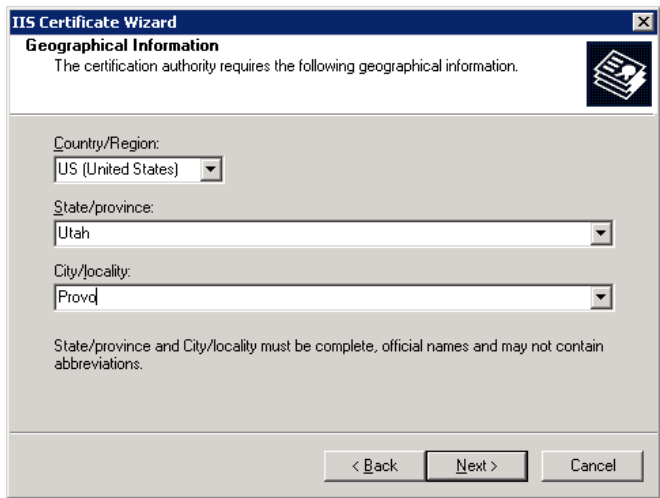 IIS Certificate Wizard
Geographical Information
The certification authority requires the following geographical information.
Country/Region:
US (United States)
State/province:
Utah
City/locality:
Provo
State/province and City/locality must be complete, official names and may not contain
abbreviations.
< Back
Next >
Cancel